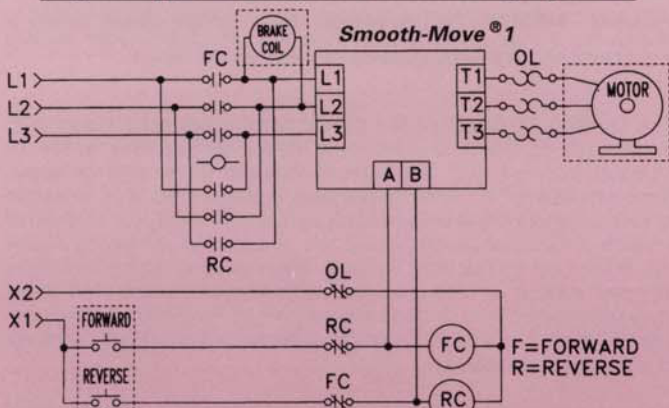 BRAKE
COIL
Smooth-Move®1
FC
OL
L1
L1
T1
MOTOR
L2
L2
T2
L3
L3
T3
A B
RC
X2
OL
X1
FORWARD
RC
FC
F=FORWARD
R=REVERSE
REVERSE
FC
RC